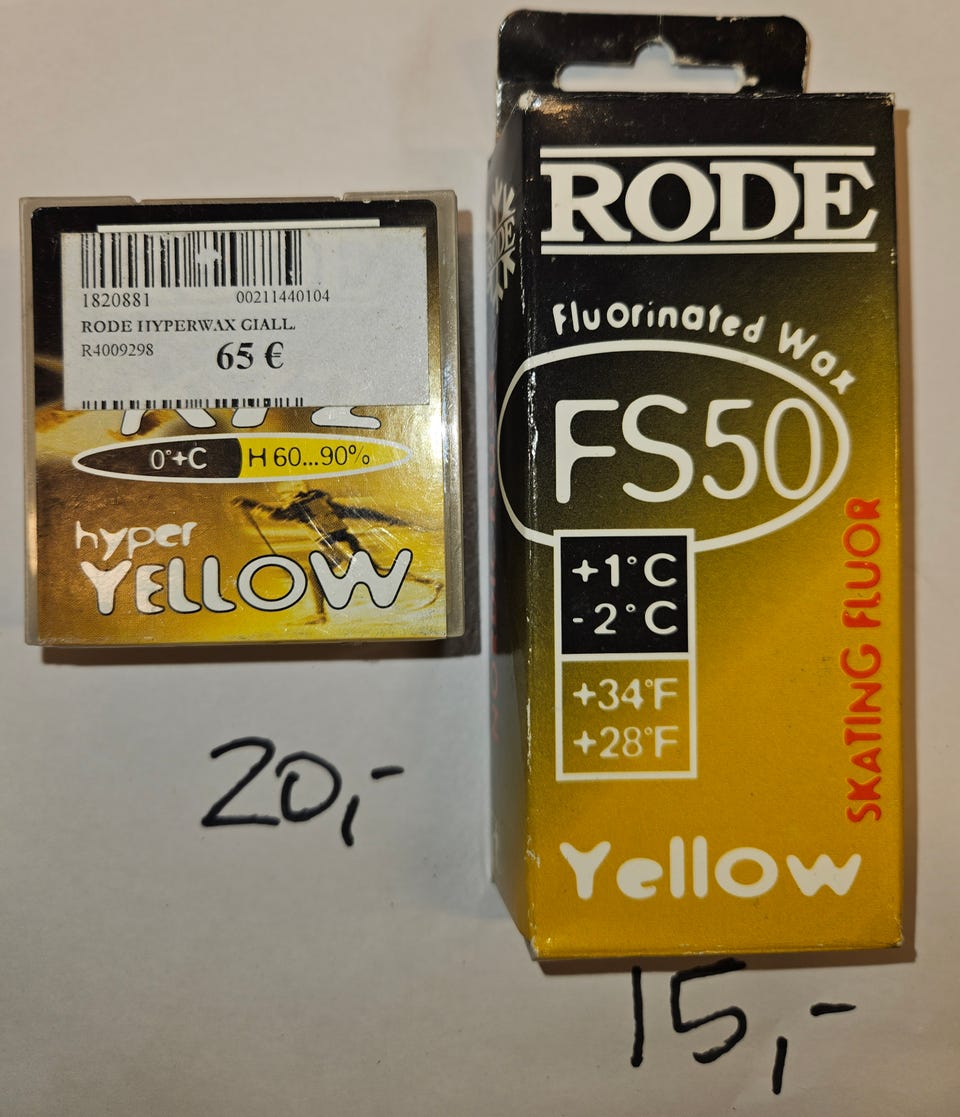 1820881 00211440104
RODE HYPERWAX GIALL.
R4009298 65 €
0°+C H 60...90%
hyper
YELLOW
20,-
RODE
Fluorinated Wax
FS50
+1°C
-2°C
+34°F
+28°F
SKATING FLUOR
Yellow
15,-